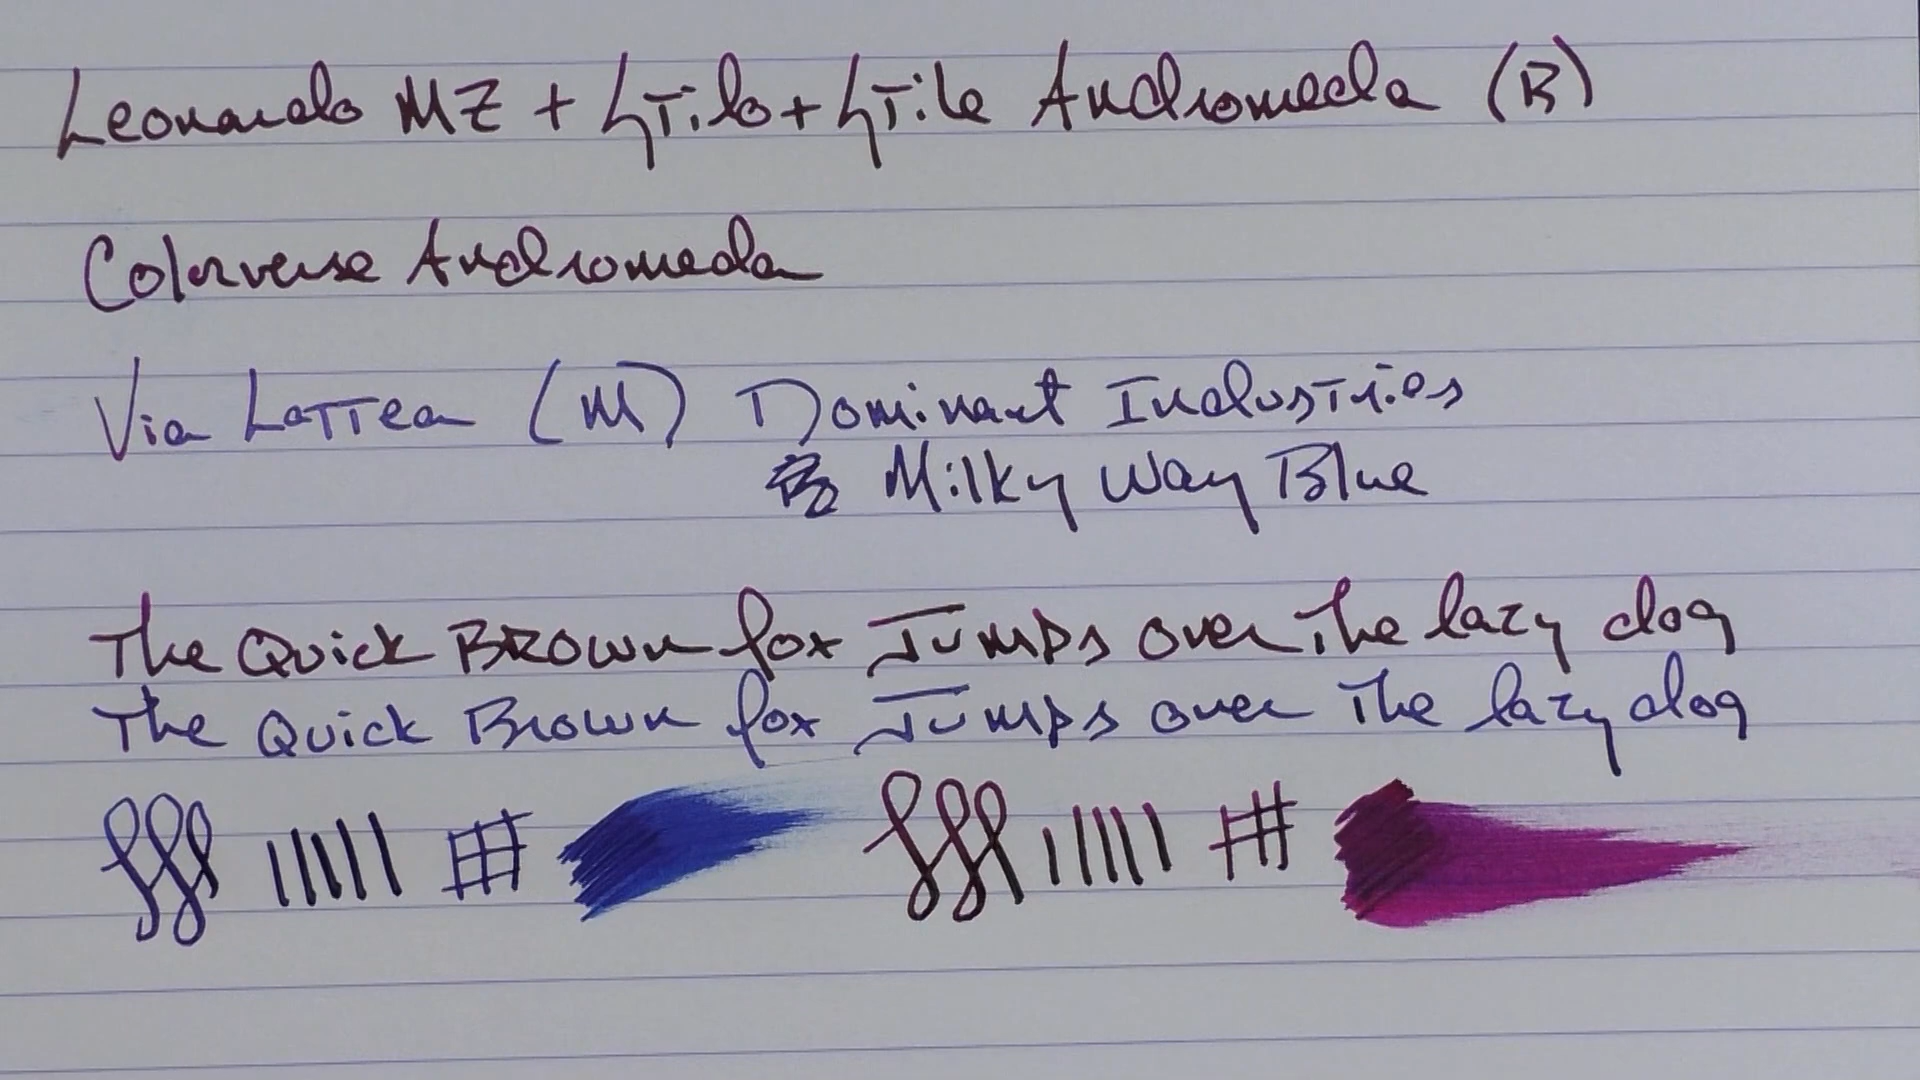 Leonardo MZ + STilo + STile Andromeda (B)
Colorverse Andromeda
Via Lattea (M) Dominant Industries
Milky Way Blue
The Quick BROWN fox Jumps over The lazy dog
The Quick Brown fox Jumps over The lazy dog